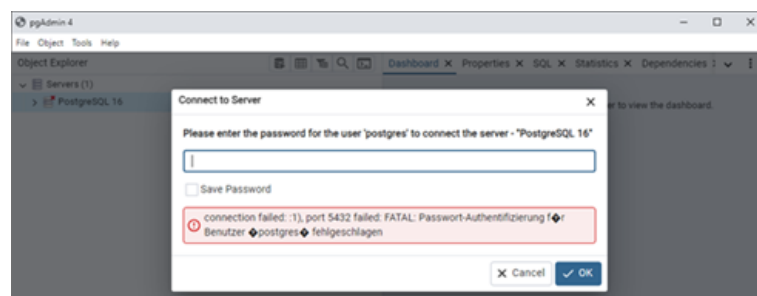 pgAdmin 4
File Object Tools Help
Object Explorer
Dashboard Properties SQL Statistics Dependencies
Servers (1)
PostgreSQL 16
er to view the dashboard.
Connect to Server
Please enter the password for the user 'postgres' to connect the server - "PostgreSQL 16"
Save Password
connection failed: :1), port 5432 failed: FATAL: Passwort-Authentifizierung f�r
Benutzer �postgres� fehlgeschlagen
Cancel OK